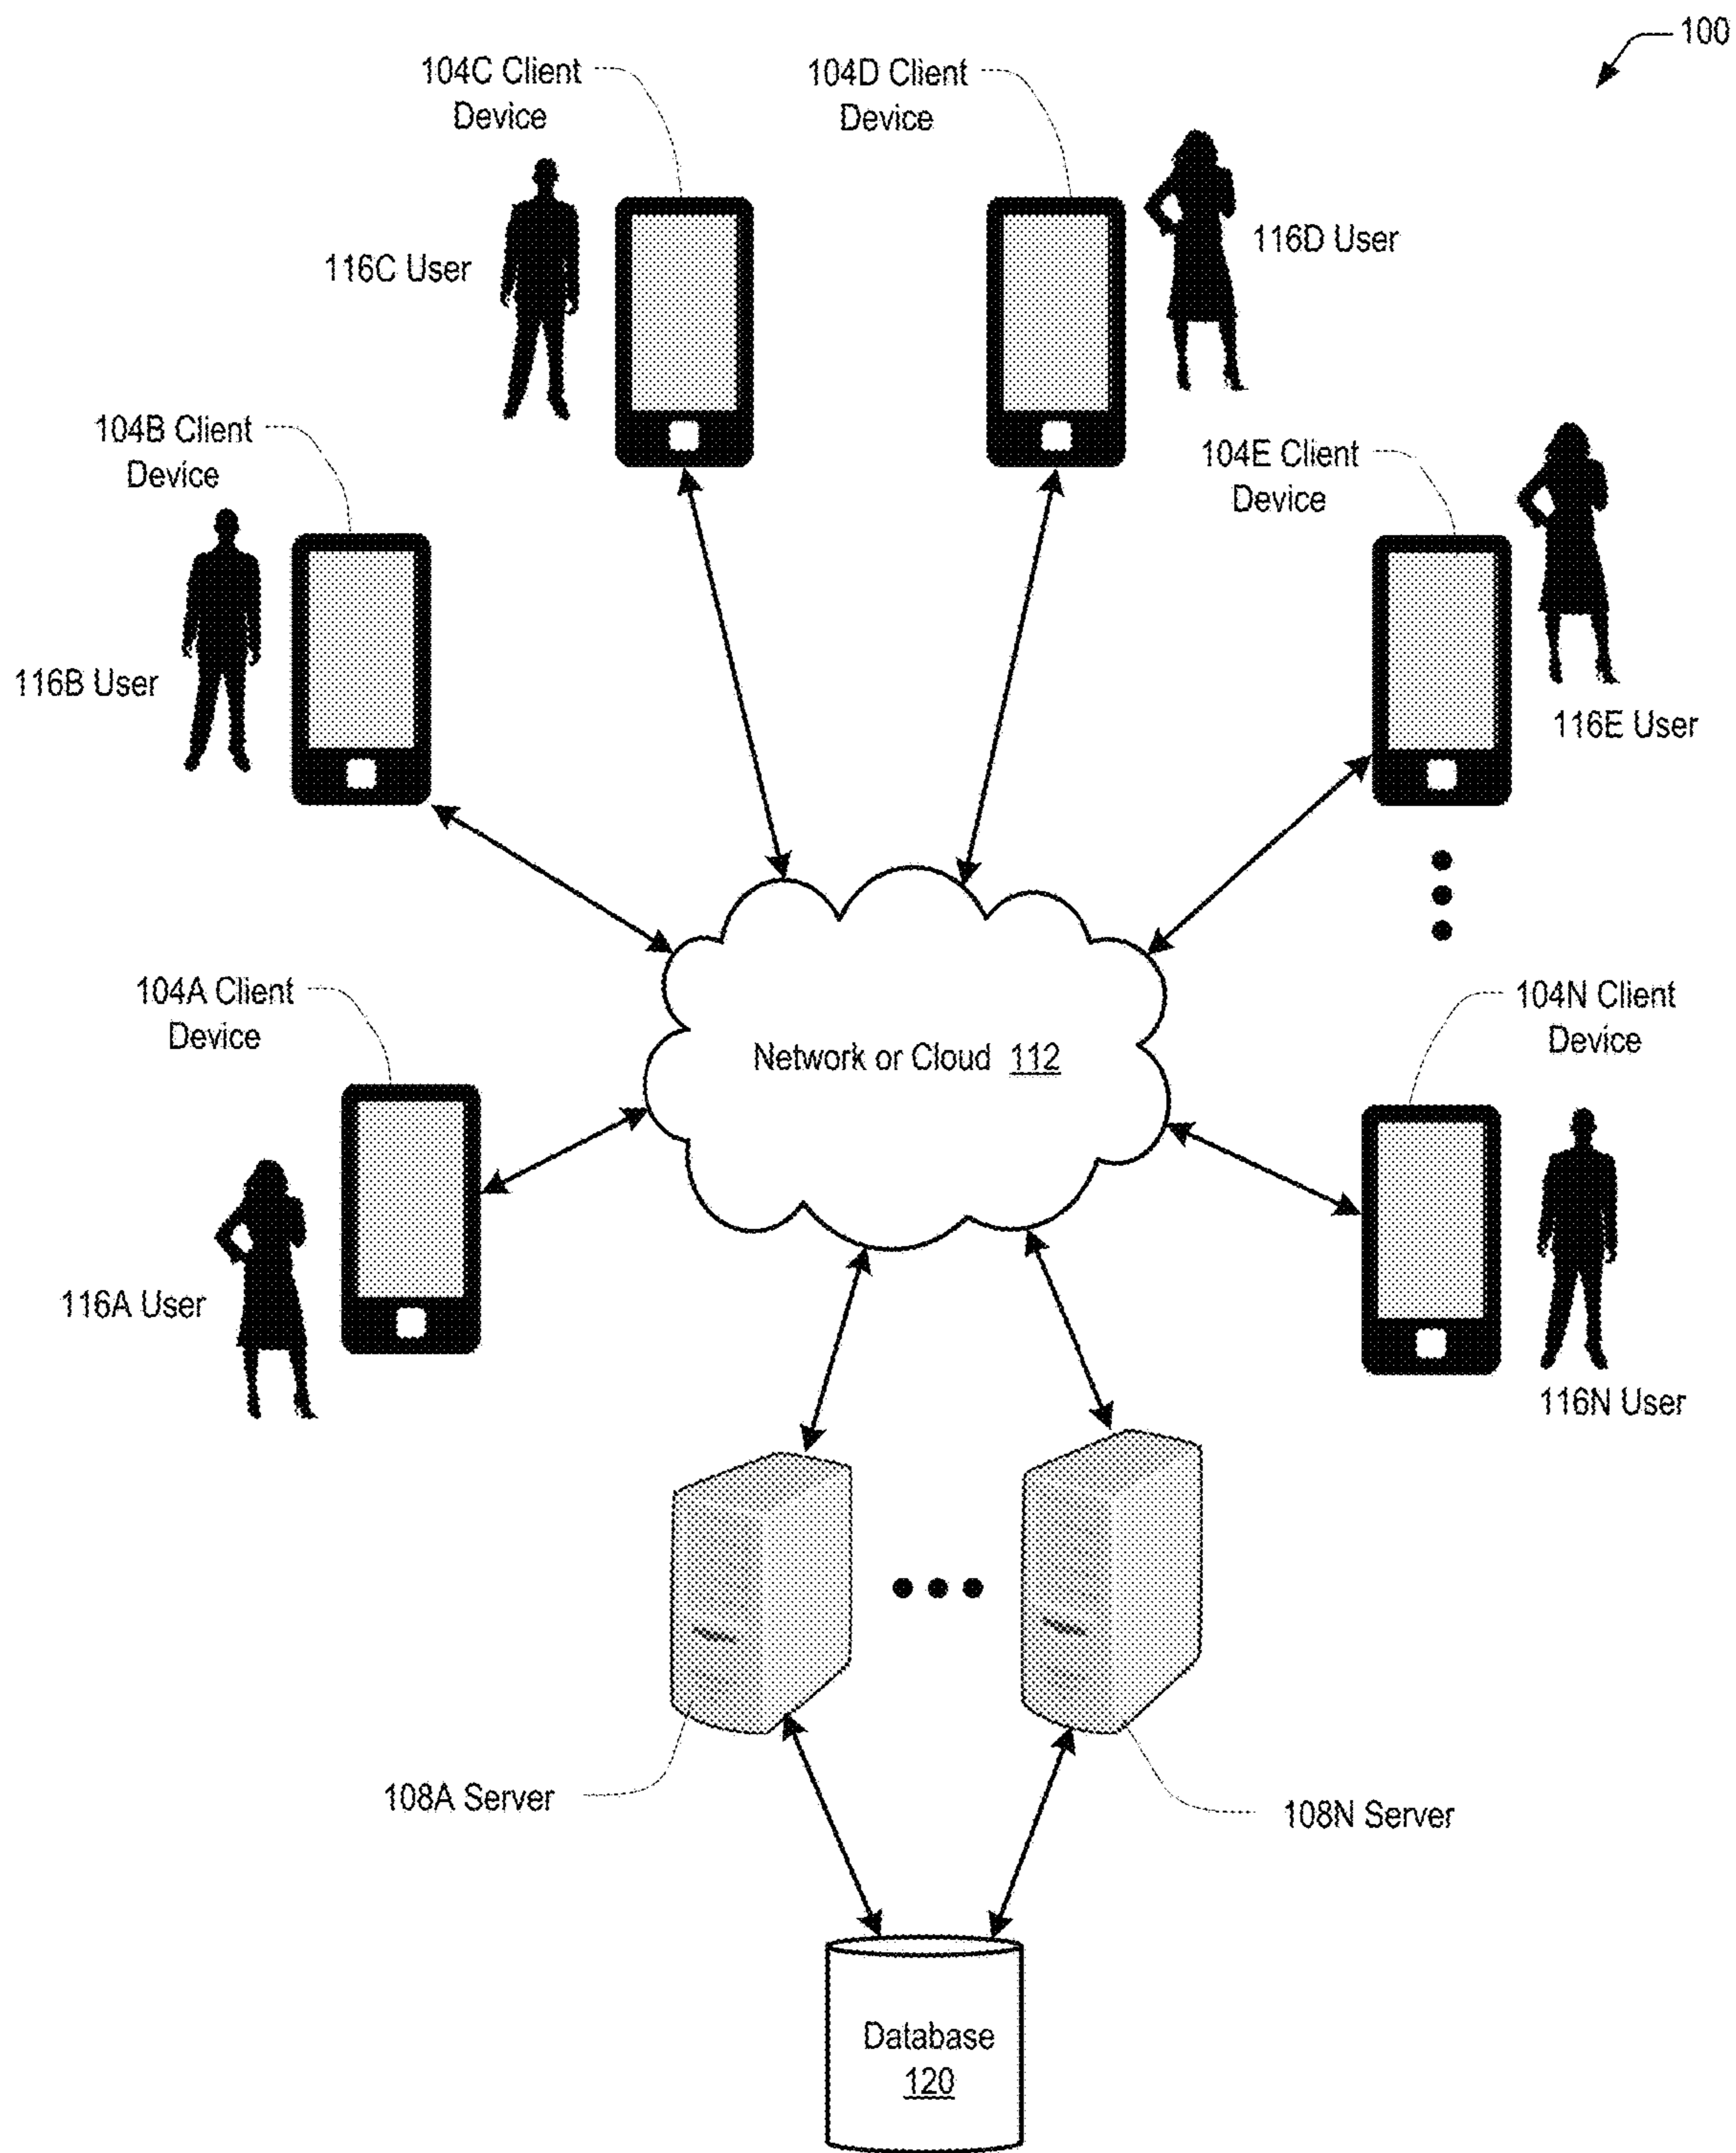 100
104C Client
Device
104D Client
Device
116C User
116D User
104B Client
Device
104E Client
Device
116B User
116E User
104A Client
Device
104N Client
Device
Network or Cloud 112
116A User
116N User
108A Server
108N Server
Database
120